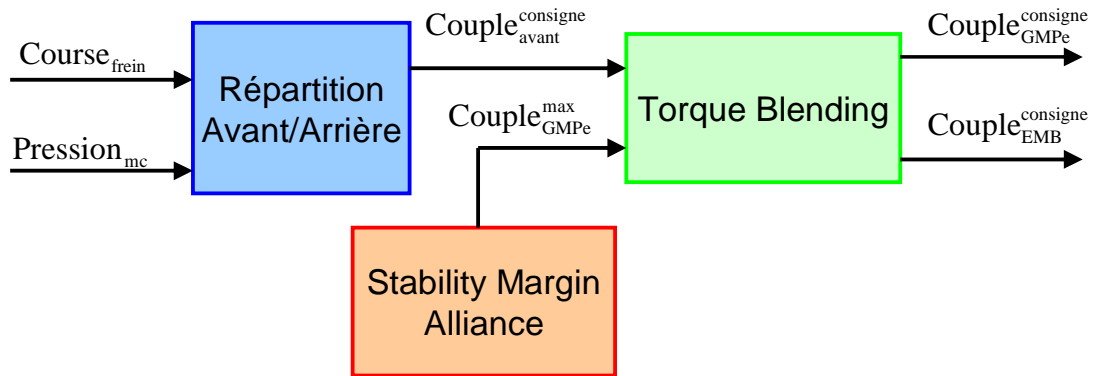 Course_frein
Pression_mc
Répartition
Avant/Arrière
Couple^consigne_avant
Couple^max_GMPe
Stability Margin
Alliance
Torque Blending
Couple^consigne_GMPe
Couple^consigne_EMB